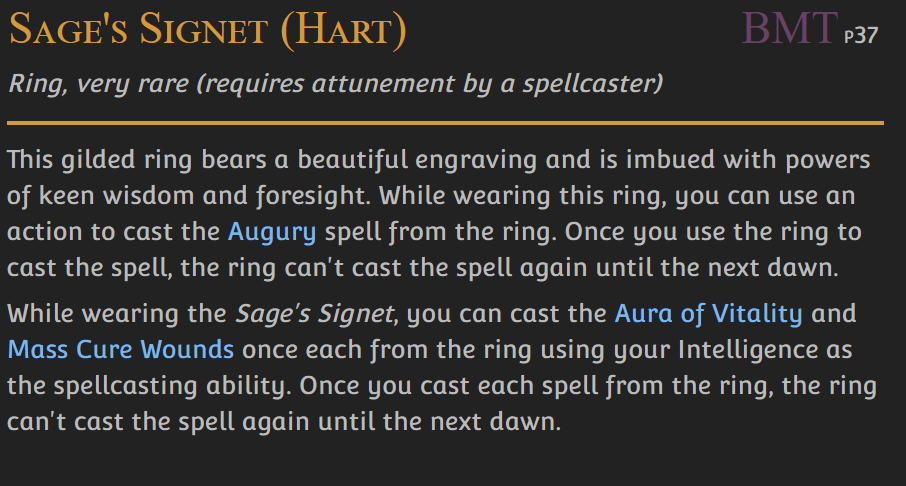 Sage's Signet (Hart) BMT p37
Ring, very rare (requires attunement by a spellcaster)
This gilded ring bears a beautiful engraving and is imbued with powers
of keen wisdom and foresight. While wearing this ring, you can use an
action to cast the Augury spell from the ring. Once you use the ring to
cast the spell, the ring can't cast the spell again until the next dawn.
While wearing the Sage's Signet, you can cast the Aura of Vitality and
Mass Cure Wounds once each from the ring using your Intelligence as
the spellcasting ability. Once you cast each spell from the ring, the ring
can't cast the spell again until the next dawn.